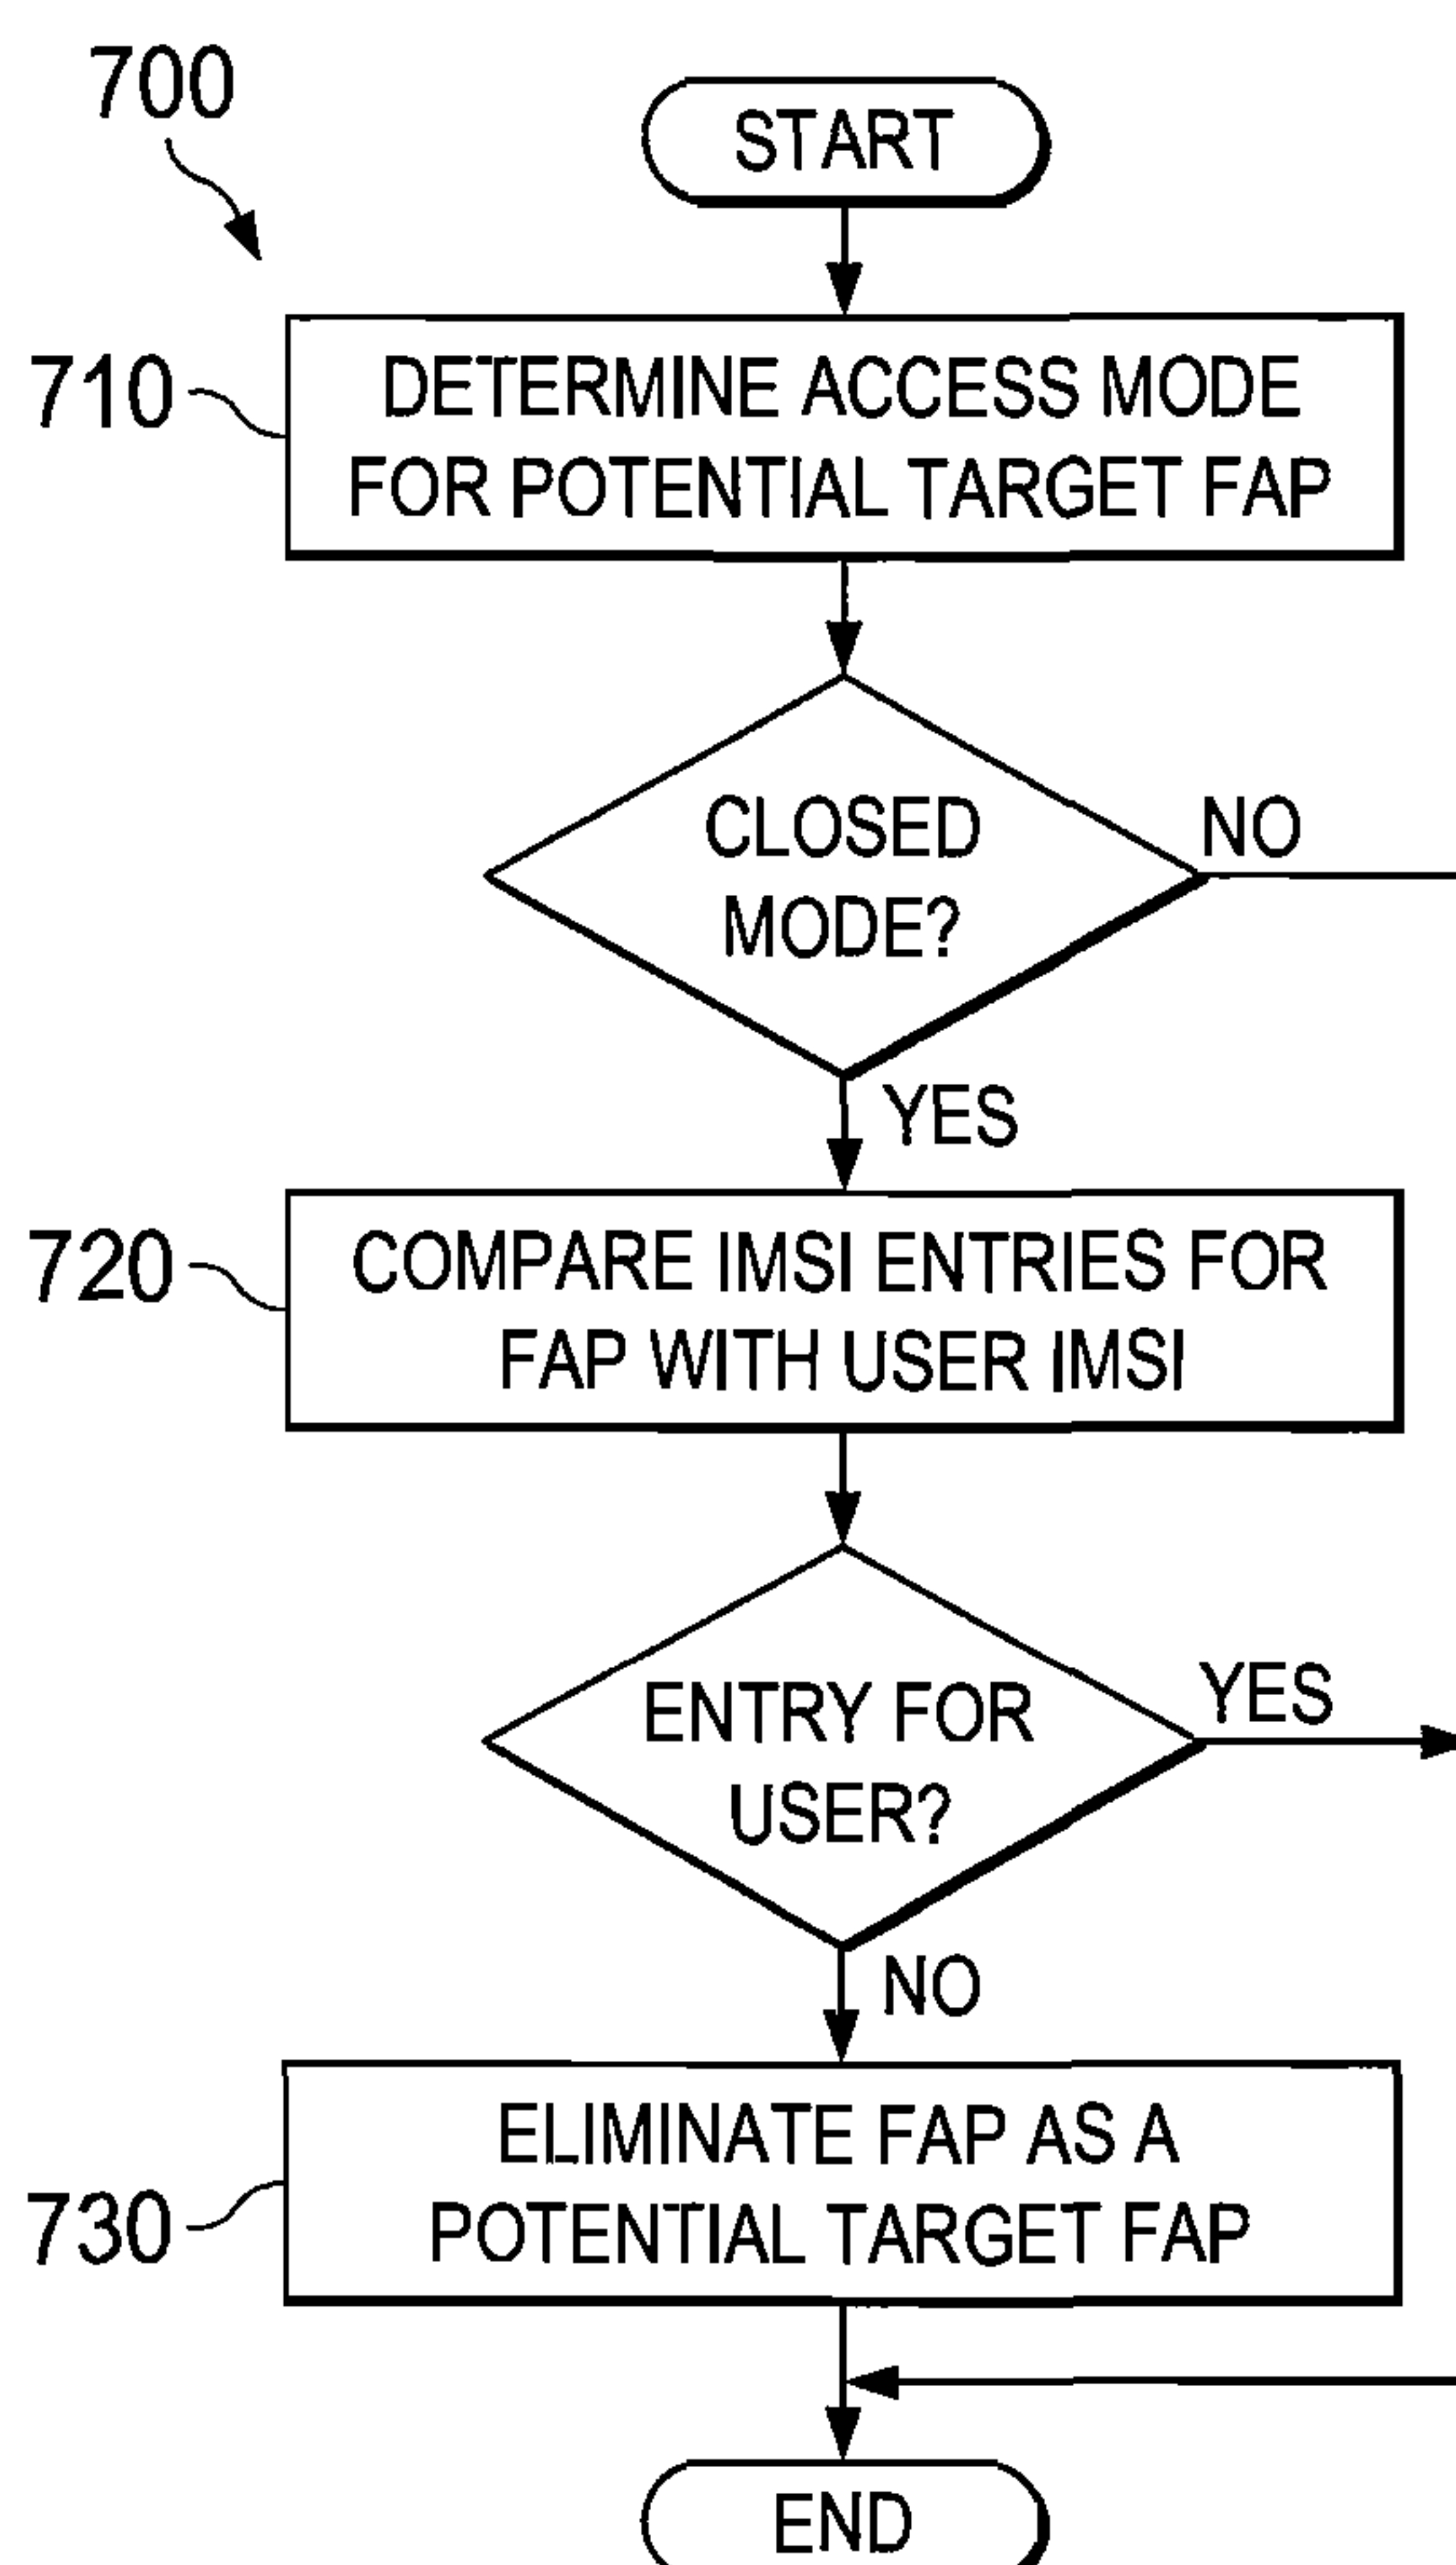 700
START
710
DETERMINE ACCESS MODE
FOR POTENTIAL TARGET FAP
CLOSED
MODE?
NO
YES
720
COMPARE IMSI ENTRIES FOR
FAP WITH USER IMSI
ENTRY FOR
USER?
YES
NO
730
ELIMINATE FAP AS A
POTENTIAL TARGET FAP
END